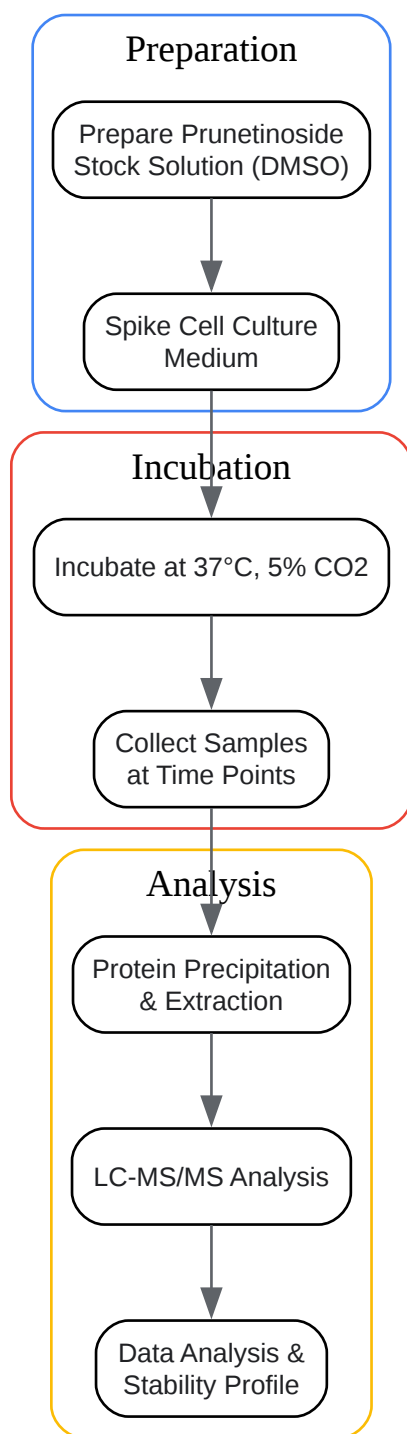 Preparation
Prepare Prunetinoside
Stock Solution (DMSO)
Spike Cell Culture
Medium
Incubation
Incubate at 37°C, 5% CO2
Collect Samples
at Time Points
Analysis
Protein Precipitation
& Extraction
LC-MS/MS Analysis
Data Analysis &
Stability Profile